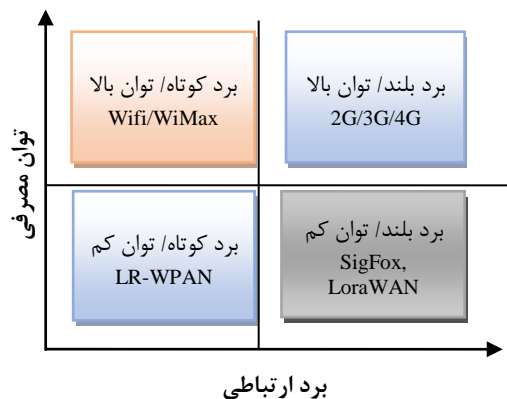 برد کوتاه/ توان بالا
Wifi/WiMax
برد بلند/ توان بالا
2G/3G/4G
توان مصرفی
برد کوتاه/ توان کم
LR-WPAN
برد بلند/ توان کم
SigFox,
LoraWAN
برد ارتباطی